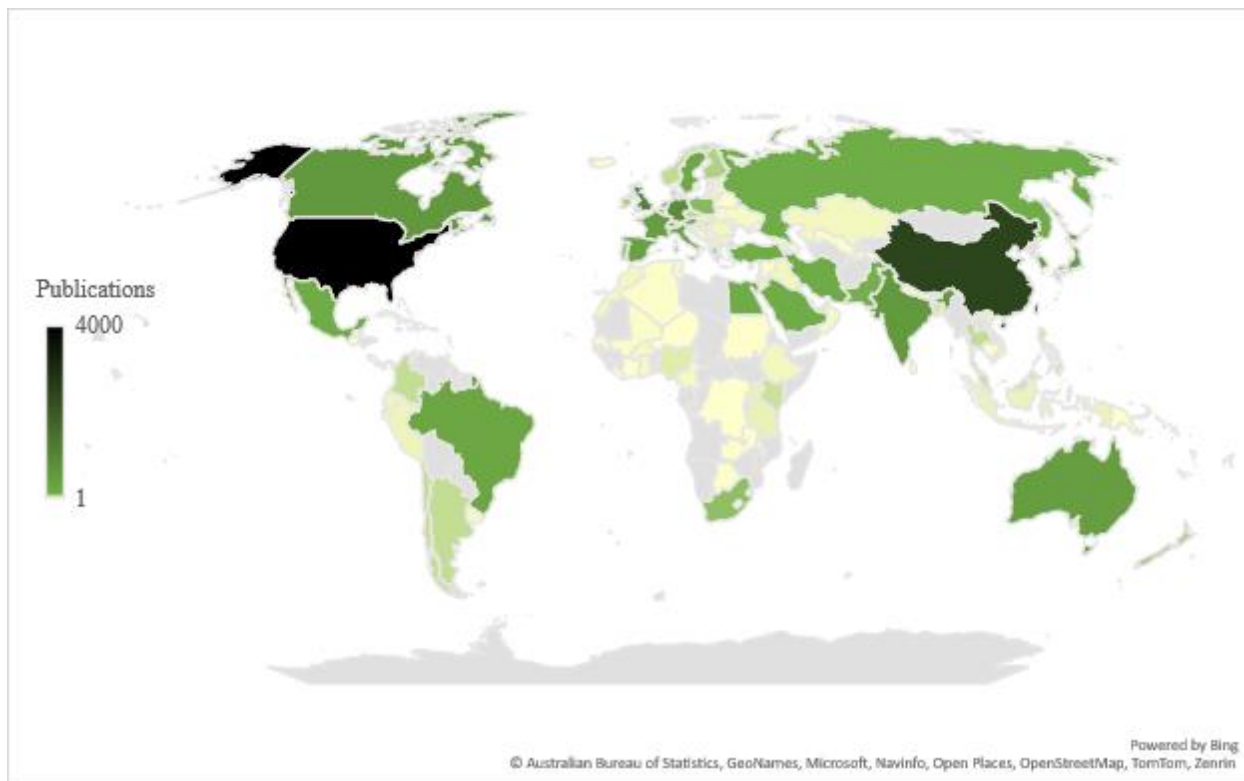 Publications
4000
1
Powered by Bing
© Australian Bureau of Statistics, GeoNames, Microsoft, Navinfo, Open Places, OpenStreetMap, TomTom, Zenrin